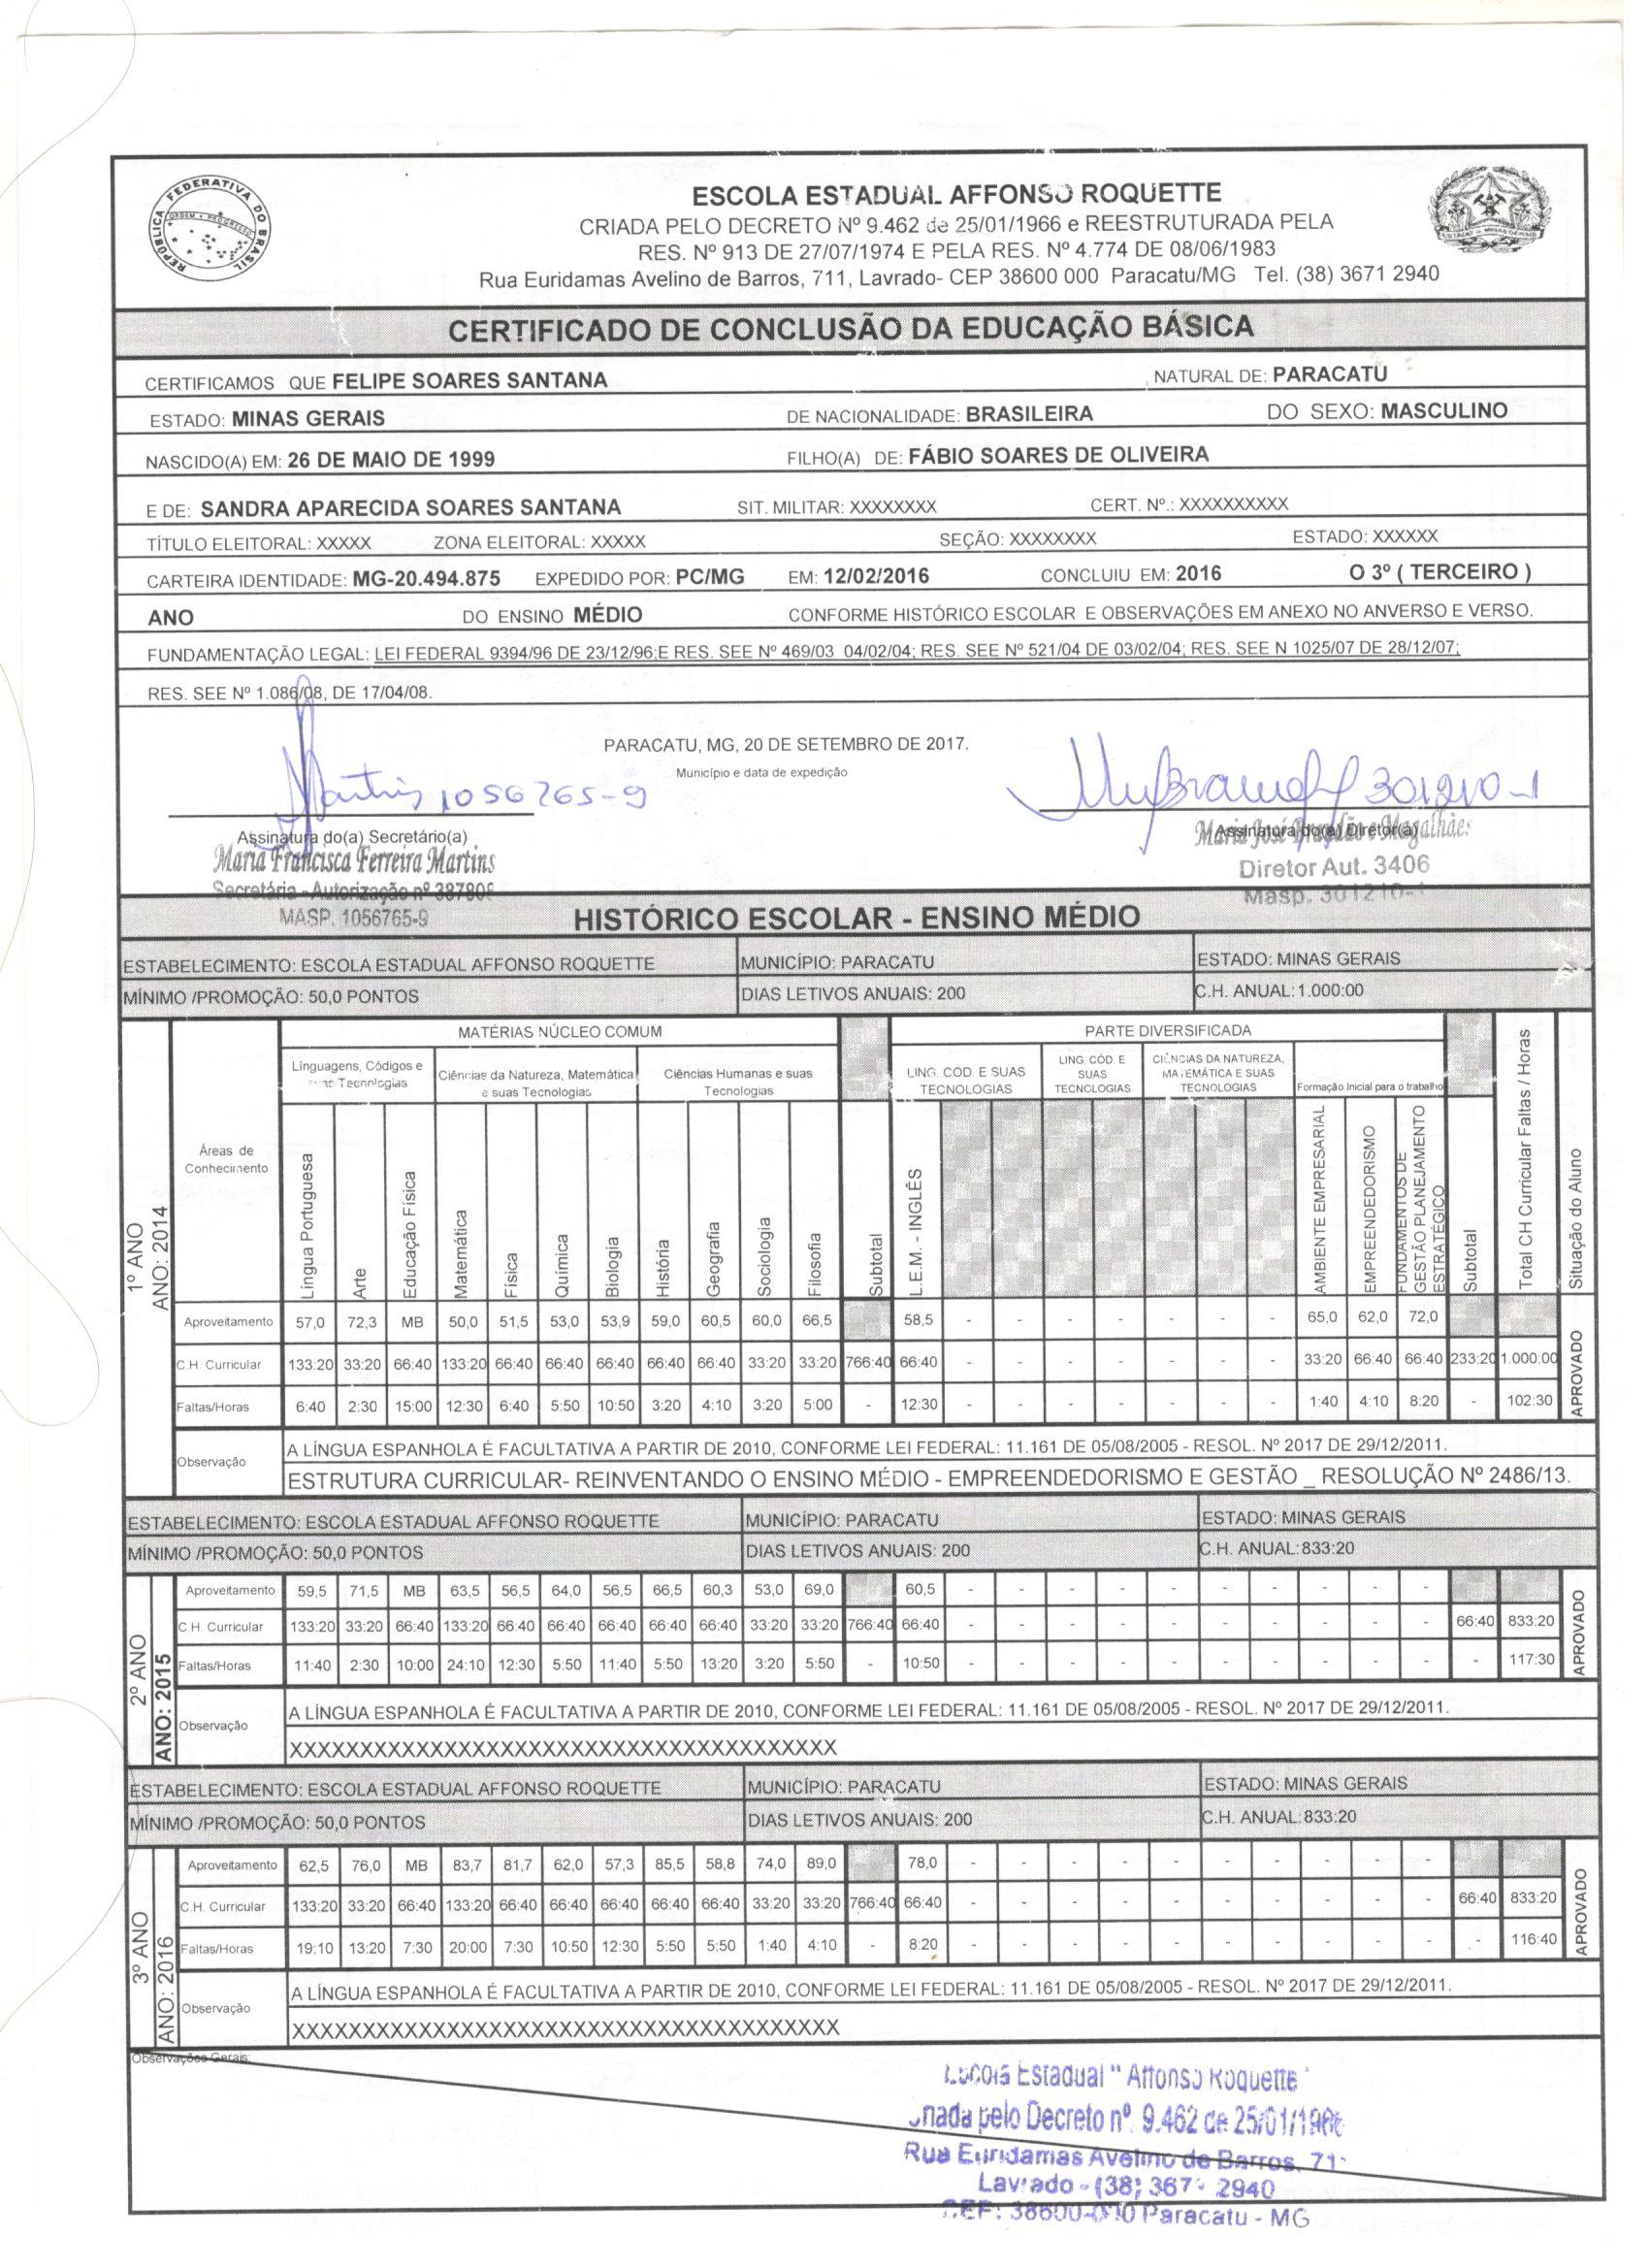 REPÚBLICA FEDERATIVA DO BRASIL
ORDEM E PROGRESSO
ESCOLA ESTADUAL AFFONSO ROQUETTE
CRIADA PELO DECRETO Nº 9.462 de 25/01/1966 e REESTRUTURADA PELA
RES. Nº 913 DE 27/07/1974 E PELA RES. Nº 4.774 DE 08/06/1983
Rua Euridamas Avelino de Barros, 711, Lavrado- CEP 38600 000 Paracatu/MG Tel. (38) 3671 2940
CERTIFICADO DE CONCLUSÃO DA EDUCAÇÃO BÁSICA
CERTIFICAMOS QUE FELIPE SOARES SANTANA , NATURAL DE: PARACATU
ESTADO: MINAS GERAIS DE NACIONALIDADE: BRASILEIRA DO SEXO: MASCULINO
NASCIDO(A) EM: 26 DE MAIO DE 1999 FILHO(A) DE: FÁBIO SOARES DE OLIVEIRA
E DE: SANDRA APARECIDA SOARES SANTANA SIT. MILITAR: XXXXXXXX CERT. Nº.: XXXXXXXXXX
TÍTULO ELEITORAL: XXXXX ZONA ELEITORAL: XXXXX SEÇÃO: XXXXXXXX ESTADO: XXXXXX
CARTEIRA IDENTIDADE: MG-20.494.875 EXPEDIDO POR: PC/MG EM: 12/02/2016 CONCLUIU EM: 2016 O 3º ( TERCEIRO )
ANO DO ENSINO MÉDIO CONFORME HISTÓRICO ESCOLAR E OBSERVAÇÕES EM ANEXO NO ANVERSO E VERSO.
FUNDAMENTAÇÃO LEGAL: LEI FEDERAL 9394/96 DE 23/12/96;E RES. SEE Nº 469/03 04/02/04; RES. SEE Nº 521/04 DE 03/02/04; RES. SEE N 1025/07 DE 28/12/07;
RES. SEE Nº 1.086/08, DE 17/04/08.
PARACATU, MG, 20 DE SETEMBRO DE 2017.
Município e data de expedição
Martins 1056765-9
301210-1
Assinatura do(a) Secretário(a)
Maria Francisca Ferreira Martins
Secretária - Autorização nº 387808
MASP. 1056765-9
Assinatura do(a) Diretor(a)
Maria José Brandão e Magalhães
Diretor Aut. 3406
Masp. 301210-1
HISTÓRICO ESCOLAR - ENSINO MÉDIO
ESTABELECIMENTO: ESCOLA ESTADUAL AFFONSO ROQUETTE MUNICÍPIO: PARACATU ESTADO: MINAS GERAIS
MÍNIMO /PROMOÇÃO: 50,0 PONTOS DIAS LETIVOS ANUAIS: 200 C.H. ANUAL:1.000:00
1º ANO
ANO: 2014
MATÉRIAS NÚCLEO COMUM PARTE DIVERSIFICADA
Linguagens, Códigos e suas Tecnologias
Ciências da Natureza, Matemática e suas Tecnologias
Ciências Humanas e suas Tecnologias
LING. COD. E SUAS TECNOLOGIAS
LING. CÓD. E SUAS TECNOLOGIAS
CIÊNCIAS DA NATUREZA, MATEMÁTICA E SUAS TECNOLOGIAS
Formação Inicial para o trabalho
Áreas de Conhecimento
Língua Portuguesa
Arte
Educação Física
Matemática
Física
Química
Biologia
História
Geografia
Sociologia
Filosofia
Subtotal
L.E.M. - INGLÊS
AMBIENTE EMPRESARIAL
EMPREENDEDORISMO
FUNDAMENTOS DE GESTÃO PLANEJAMENTO ESTRATÉGICO
Subtotal
Total CH Curricular Faltas / Horas
Situação do Aluno
Aproveitamento 57,0 72,3 MB 50,0 51,5 53,0 53,9 59,0 60,5 60,0 66,5 58,5 - - - - - - - 65,0 62,0 72,0
C.H. Curricular 133:20 33:20 66:40 133:20 66:40 66:40 66:40 66:40 66:40 33:20 33:20 766:40 66:40 - - - - - - - 33:20 66:40 66:40 233:20 1.000:00
Faltas/Horas 6:40 2:30 15:00 12:30 6:40 5:50 10:50 3:20 4:10 3:20 5:00 - 12:30 - - - - - - - 1:40 4:10 8:20 - 102:30
APROVADO
Observação A LÍNGUA ESPANHOLA É FACULTATIVA A PARTIR DE 2010, CONFORME LEI FEDERAL: 11.161 DE 05/08/2005 - RESOL. Nº 2017 DE 29/12/2011.
ESTRUTURA CURRICULAR- REINVENTANDO O ENSINO MÉDIO - EMPREENDEDORISMO E GESTÃO _ RESOLUÇÃO Nº 2486/13.
ESTABELECIMENTO: ESCOLA ESTADUAL AFFONSO ROQUETTE MUNICÍPIO: PARACATU ESTADO: MINAS GERAIS
MÍNIMO /PROMOÇÃO: 50,0 PONTOS DIAS LETIVOS ANUAIS: 200 C.H. ANUAL:833:20
2º ANO
ANO: 2015
Aproveitamento 59,5 71,5 MB 63,5 56,5 64,0 56,5 66,5 60,3 53,0 69,0 60,5 - - - - - - - - - -
C.H. Curricular 133:20 33:20 66:40 133:20 66:40 66:40 66:40 66:40 66:40 33:20 33:20 766:40 66:40 - - - - - - - - - - 66:40 833:20
Faltas/Horas 11:40 2:30 10:00 24:10 12:30 5:50 11:40 5:50 13:20 3:20 5:50 - 10:50 - - - - - - - - - - - 117:30
APROVADO
Observação A LÍNGUA ESPANHOLA É FACULTATIVA A PARTIR DE 2010, CONFORME LEI FEDERAL: 11.161 DE 05/08/2005 - RESOL. Nº 2017 DE 29/12/2011.
XXXXXXXXXXXXXXXXXXXXXXXXXXXXXXXXXXXXXXX
ESTABELECIMENTO: ESCOLA ESTADUAL AFFONSO ROQUETTE MUNICÍPIO: PARACATU ESTADO: MINAS GERAIS
MÍNIMO /PROMOÇÃO: 50,0 PONTOS DIAS LETIVOS ANUAIS: 200 C.H. ANUAL:833:20
3º ANO
ANO: 2016
Aproveitamento 62,5 76,0 MB 83,7 81,7 62,0 57,3 85,5 58,8 74,0 89,0 78,0 - - - - - - - - - -
C.H. Curricular 133:20 33:20 66:40 133:20 66:40 66:40 66:40 66:40 66:40 33:20 33:20 766:40 66:40 - - - - - - - - - - 66:40 833:20
Faltas/Horas 19:10 13:20 7:30 20:00 7:30 10:50 12:30 5:50 5:50 1:40 4:10 - 8:20 - - - - - - - - - - - 116:40
APROVADO
Observação A LÍNGUA ESPANHOLA É FACULTATIVA A PARTIR DE 2010, CONFORME LEI FEDERAL: 11.161 DE 05/08/2005 - RESOL. Nº 2017 DE 29/12/2011.
XXXXXXXXXXXXXXXXXXXXXXXXXXXXXXXXXXXXXXX
Observações Gerais:
Escola Estadual " Affonso Roquette "
Criada pelo Decreto nº. 9.462 de 25/01/1966
Rua Euridamas Avelino de Barros, 711
Lavrado - (38) 3671 - 2940
CEP: 38600-000 Paracatu - MG